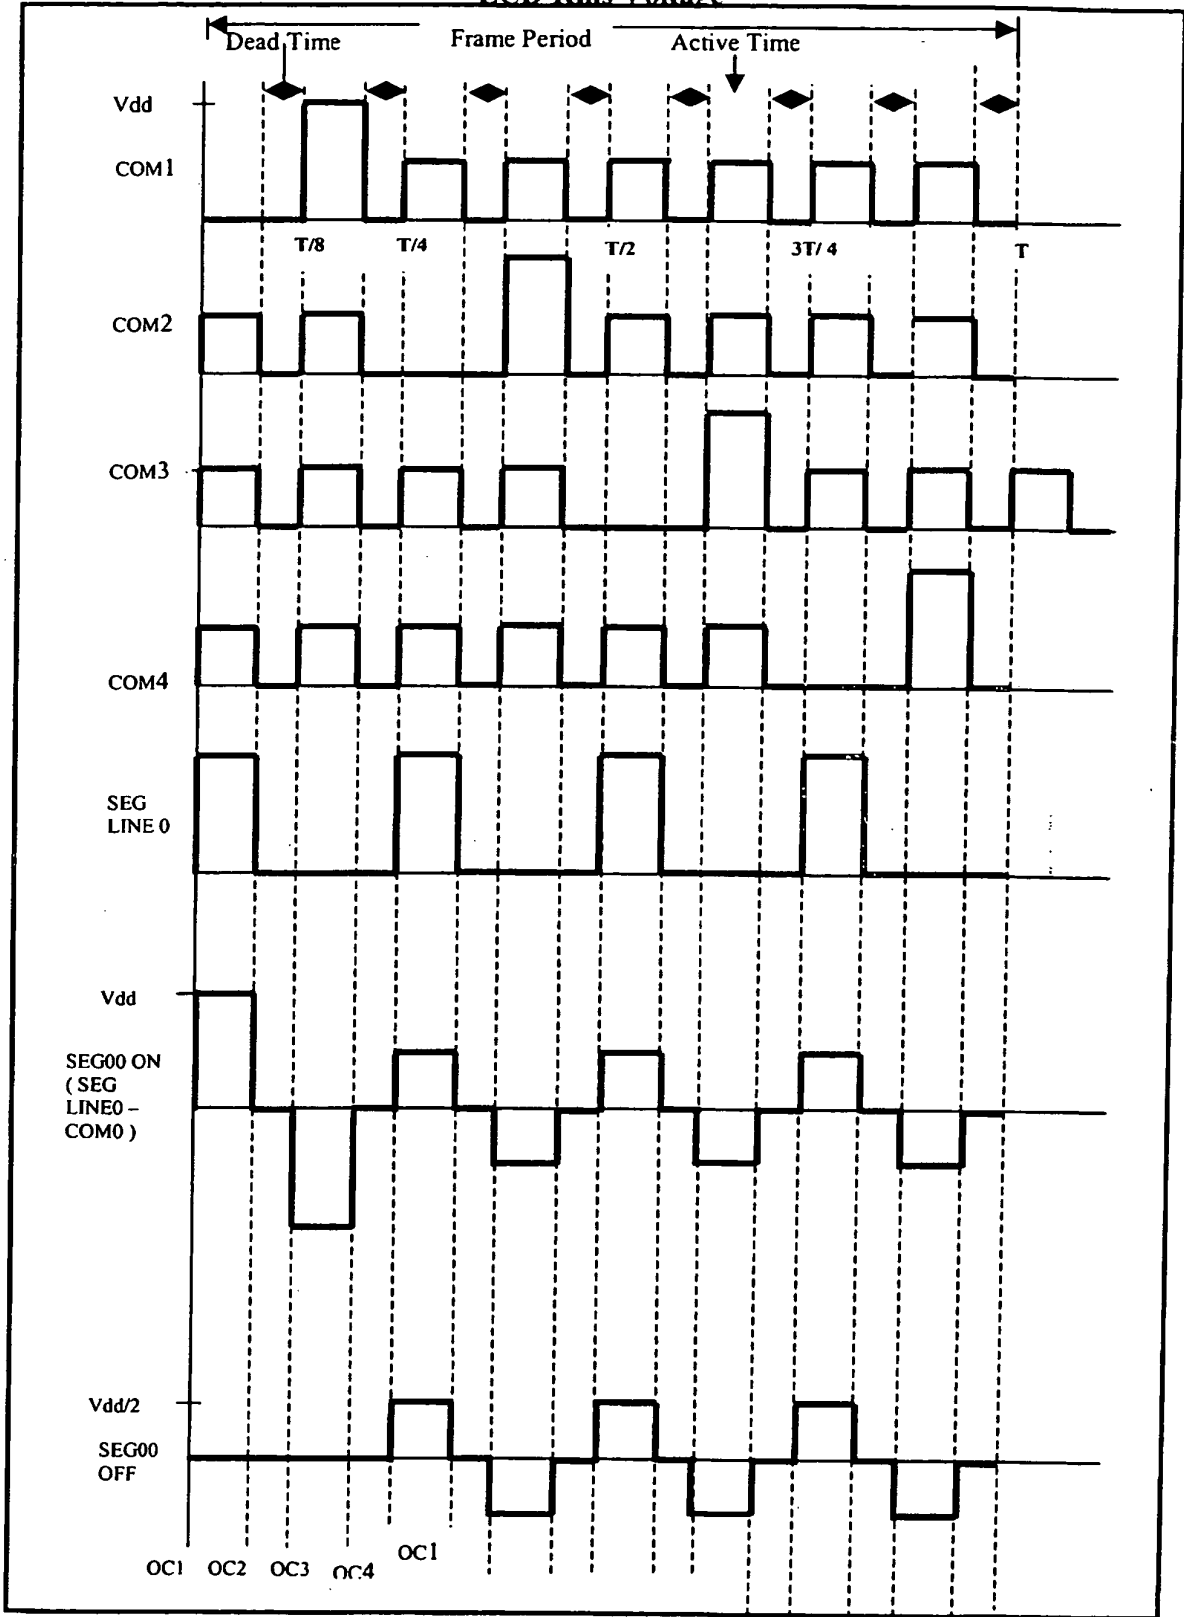 Dead Time
Frame Period
Active Time
Vdd
COM1
T/8
T/4
T/2
3T/ 4
T
COM2
COM3
COM4
SEG
LINE 0
Vdd
SEG00 ON
( SEG
LINE0 –
COM0 )
Vdd/2
SEG00
OFF
OC1
OC2
OC3
OC4
OC1